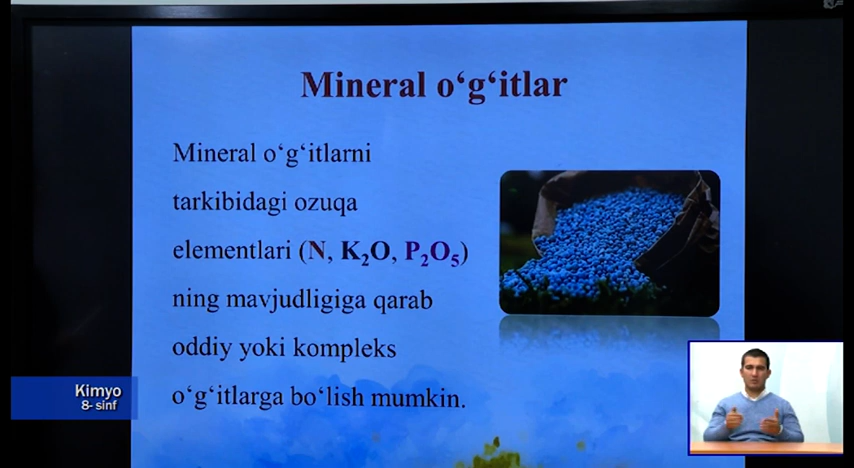 Mineral o‘g‘itlar
Mineral o‘g‘itlarni
tarkibidagi ozuqa
elementlari (N, K₂O, P₂O₅)
ning mavjudligiga qarab
oddiy yoki kompleks
o‘g‘itlarga bo‘lish mumkin.
Kimyo
8- sinf